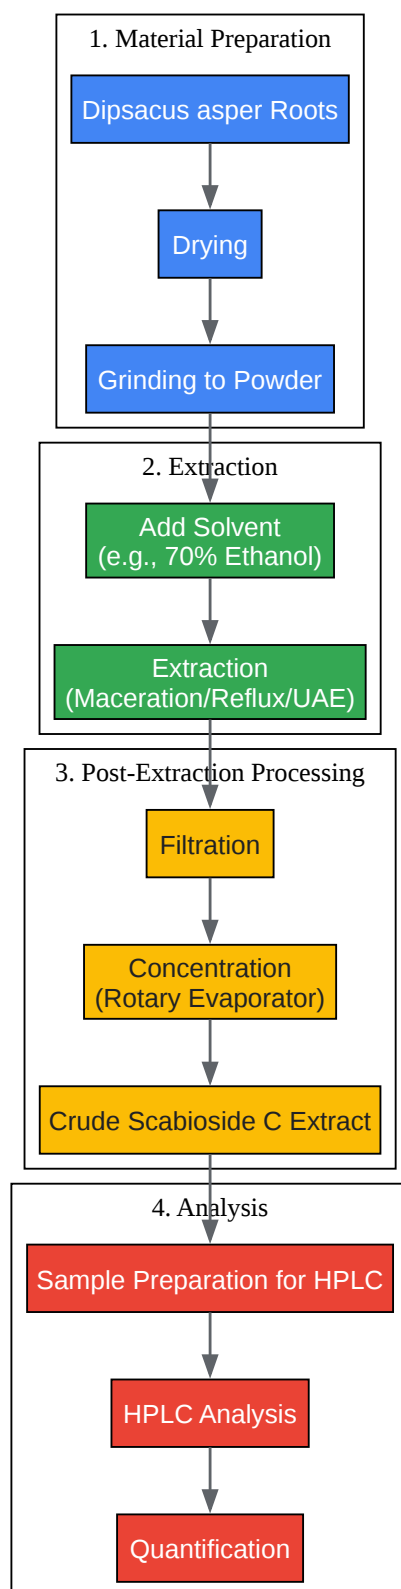 1. Material Preparation
Dipsacus asper Roots
Drying
Grinding to Powder
2. Extraction
Add Solvent
(e.g., 70% Ethanol)
Extraction
(Maceration/Reflux/UAE)
3. Post-Extraction Processing
Filtration
Concentration
(Rotary Evaporator)
Crude Scabioside C Extract
4. Analysis
Sample Preparation for HPLC
HPLC Analysis
Quantification